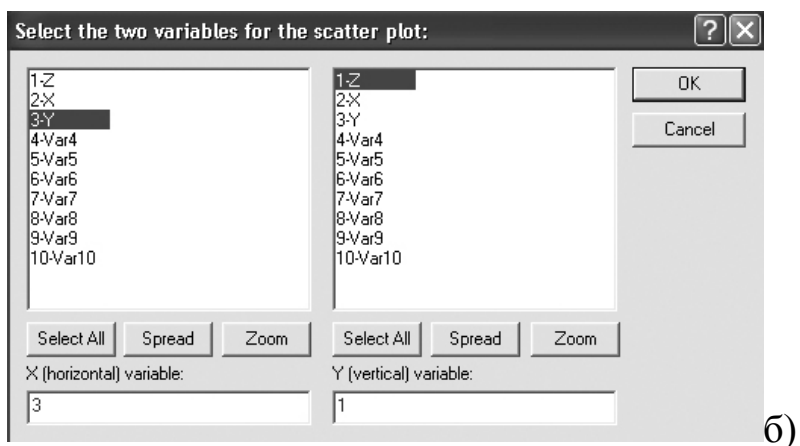 Select the two variables for the scatter plot:
1-Z
2-X
3-Y
4-Var4
5-Var5
6-Var6
7-Var7
8-Var8
9-Var9
10-Var10
Select All Spread Zoom
X (horizontal) variable:
3
1-Z
2-X
3-Y
4-Var4
5-Var5
6-Var6
7-Var7
8-Var8
9-Var9
10-Var10
Select All Spread Zoom
Y (vertical) variable:
1
OK
Cancel
б)